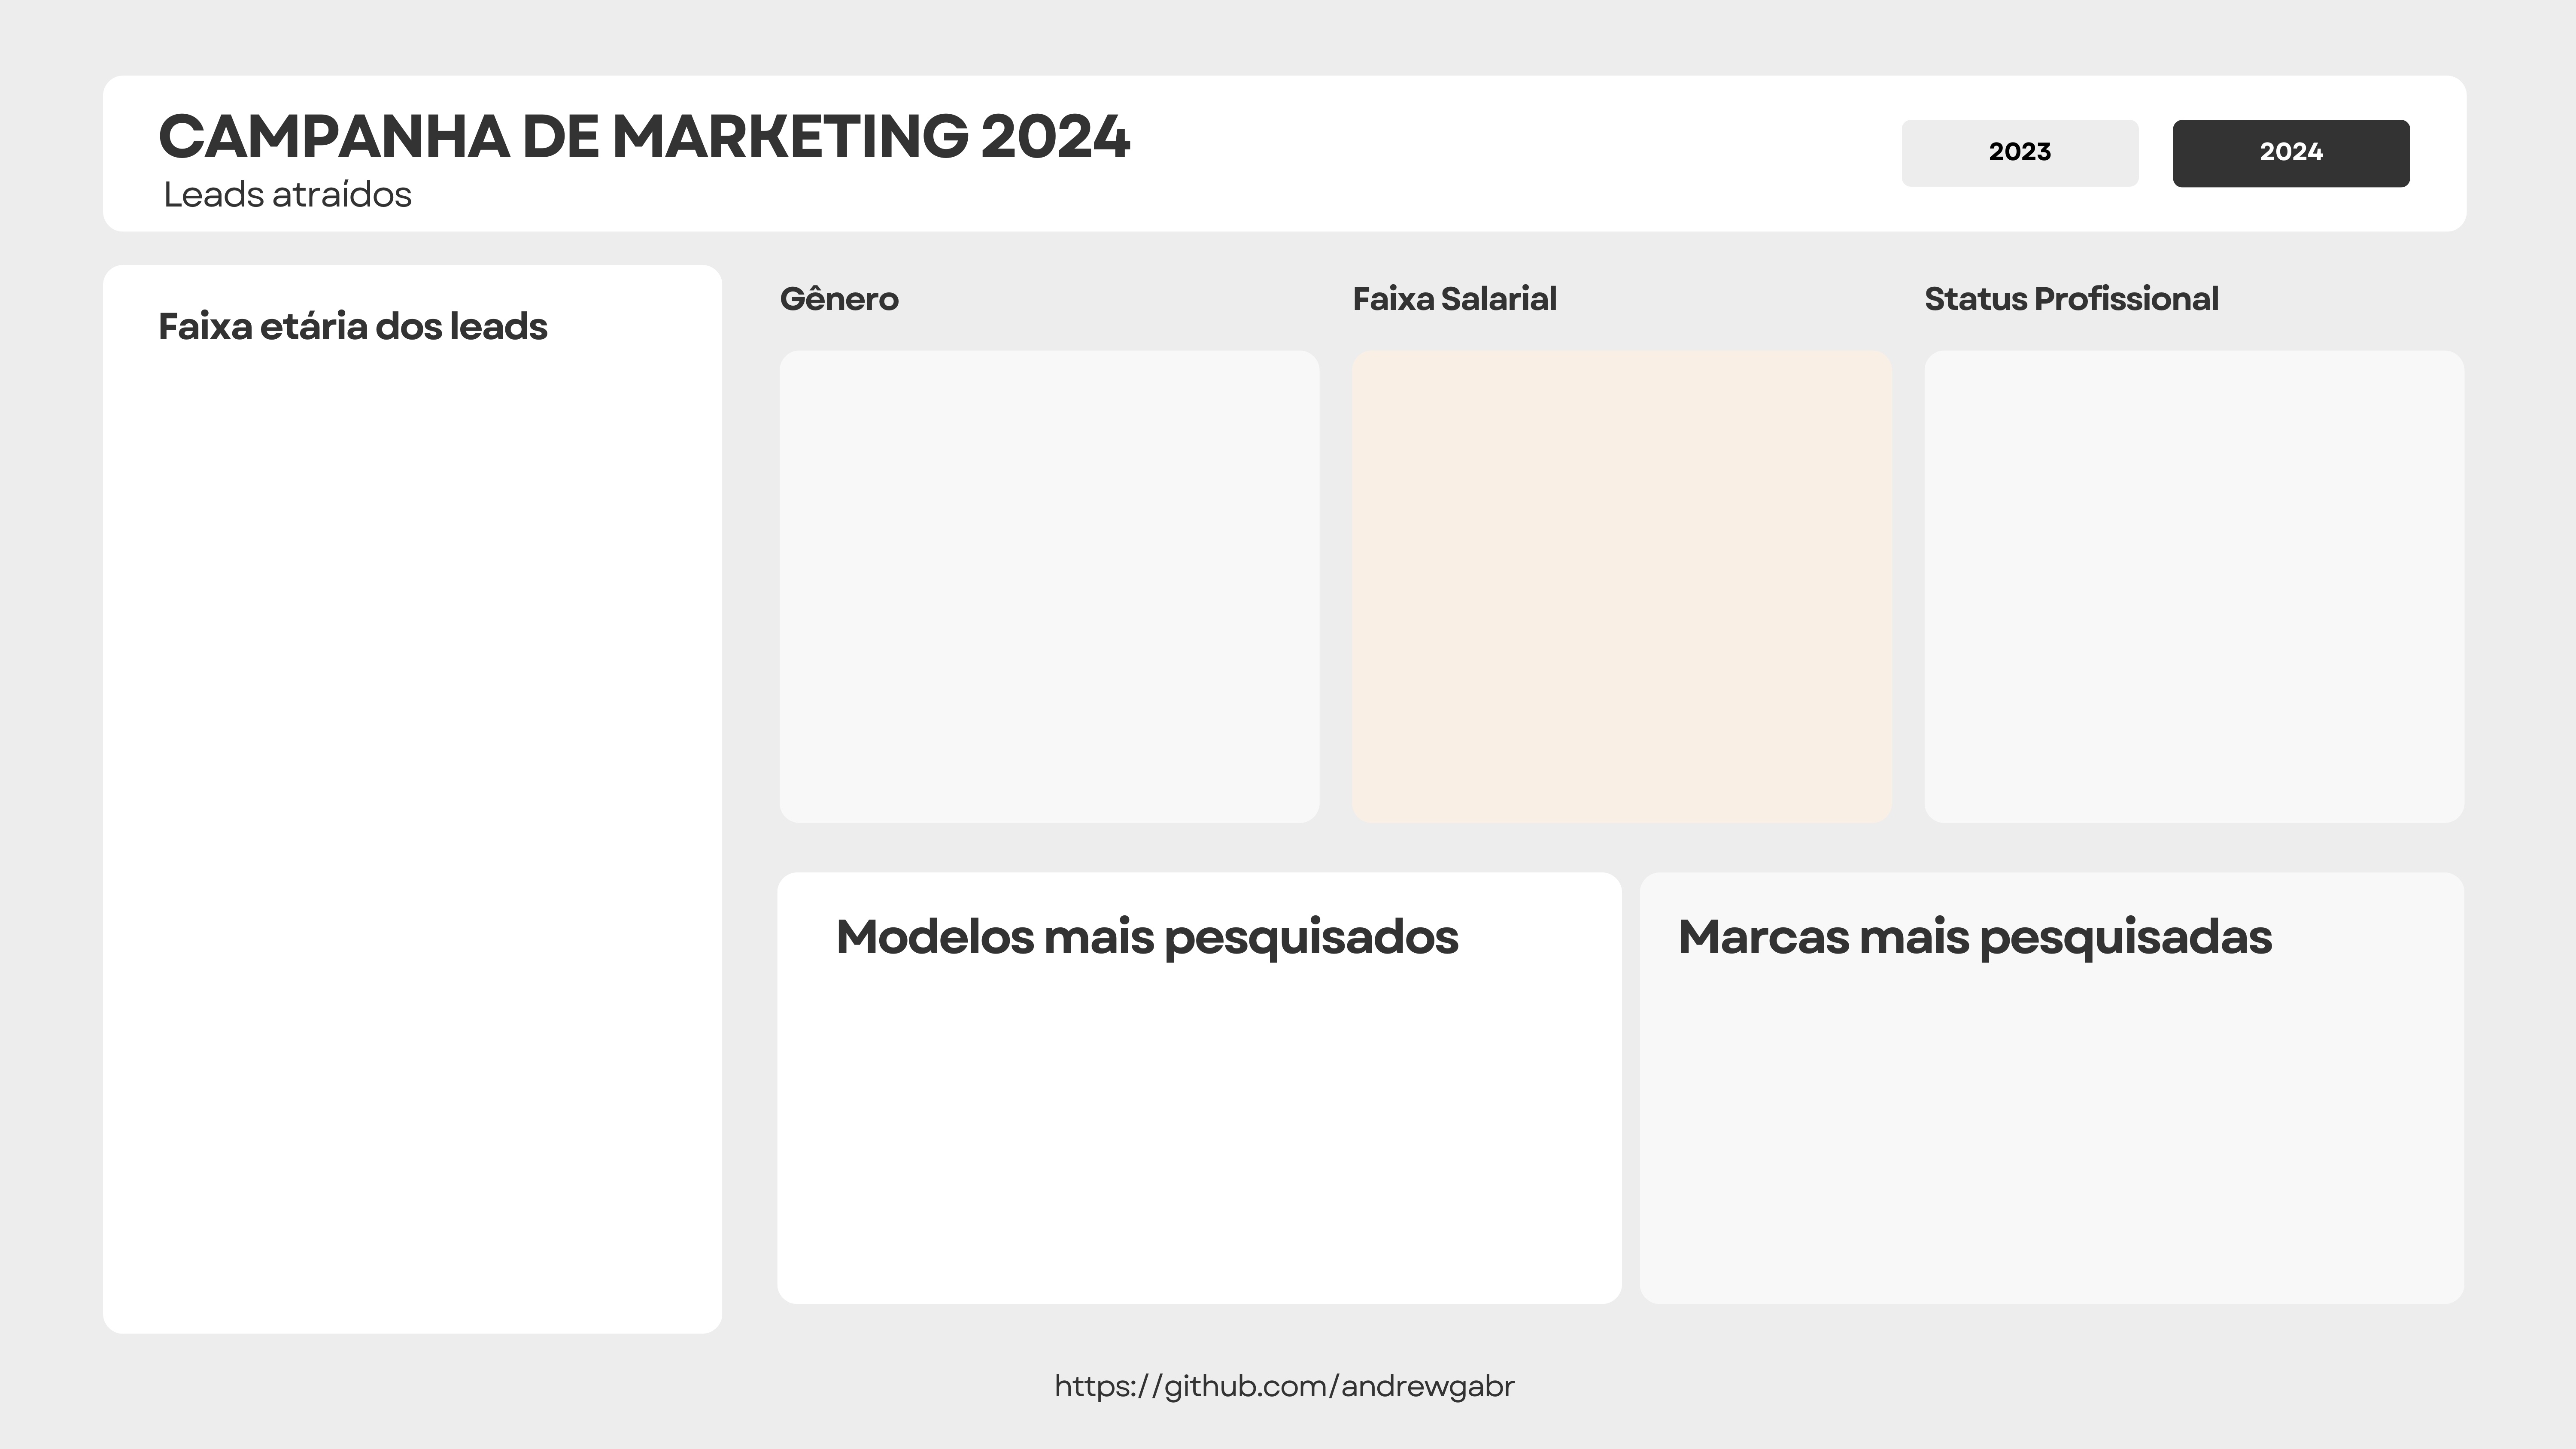 CAMPANHA DE MARKETING 2024
Leads atraídos
2023
2024
Faixa etária dos leads
Gênero
Faixa Salarial
Status Profissional
Modelos mais pesquisados
Marcas mais pesquisadas
https://github.com/andrewgabr